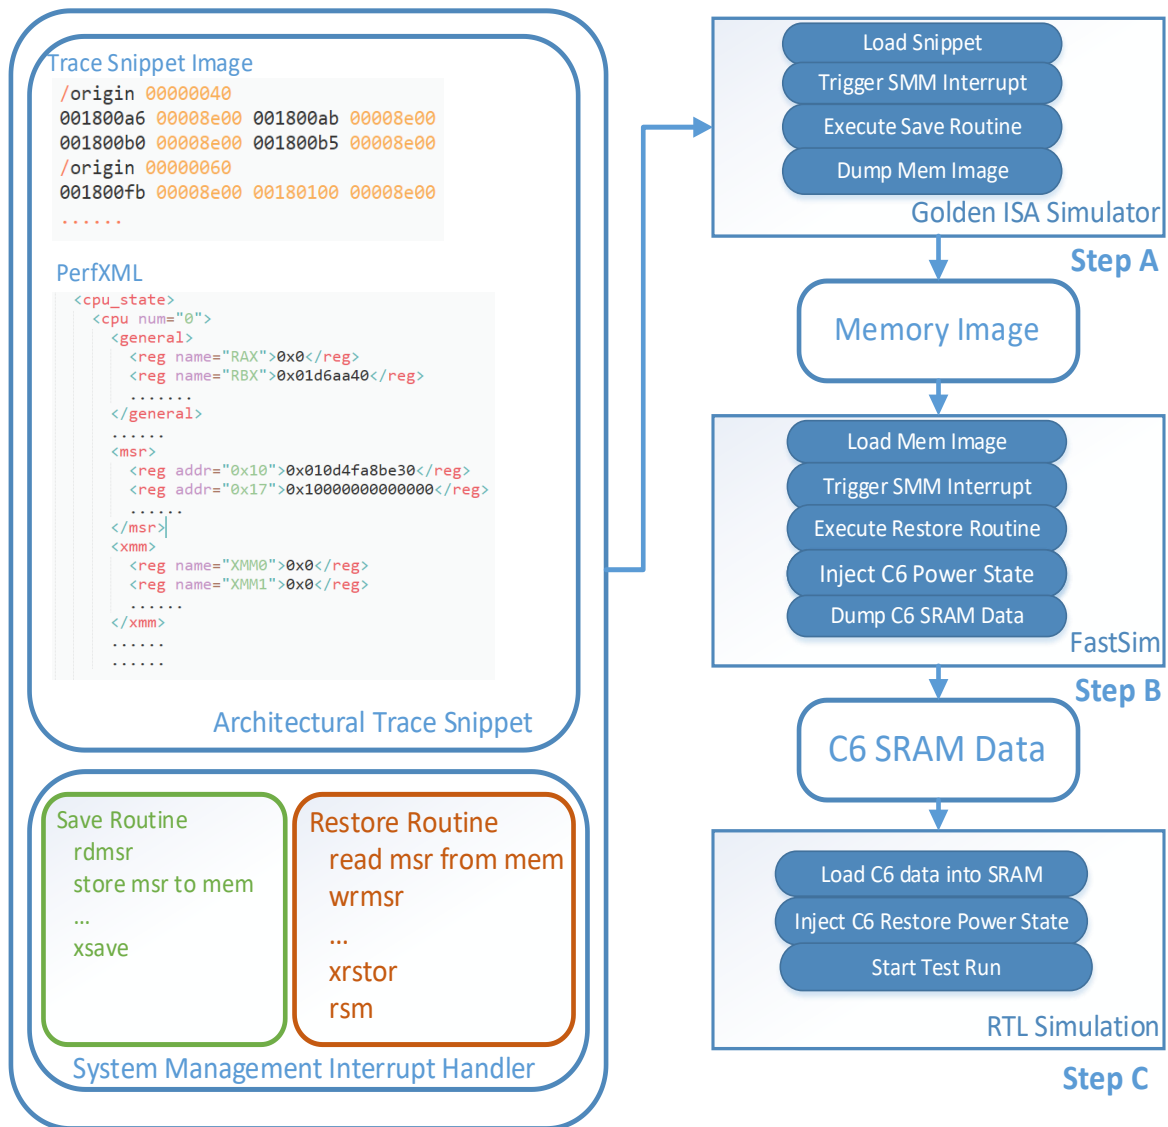 Trace Snippet Image
/origin 00000040
001800a6 00008e00 001800ab 00008e00
001800b0 00008e00 001800b5 00008e00
/origin 00000060
001800fb 00008e00 00180100 00008e00
......
PerfXML
<cpu_state>
<cpu num="0">
<general>
<reg name="RAX">0x0</reg>
<reg name="RBX">0x01d6aa40</reg>
.......
</general>
......
<msr>
<reg addr="0x10">0x010d4fa8be30</reg>
<reg addr="0x17">0x10000000000000</reg>
......
</msr>
<xmm>
<reg name="XMM0">0x0</reg>
<reg name="XMM1">0x0</reg>
......
</xmm>
......
......
Architectural Trace Snippet
Save Routine
rdmsr
store msr to mem
...
xsave
Restore Routine
read msr from mem
wrmsr
...
xrstor
rsm
System Management Interrupt Handler
Load Snippet
Trigger SMM Interrupt
Execute Save Routine
Dump Mem Image
Golden ISA Simulator
Step A
Memory Image
Load Mem Image
Trigger SMM Interrupt
Execute Restore Routine
Inject C6 Power State
Dump C6 SRAM Data
FastSim
Step B
C6 SRAM Data
Load C6 data into SRAM
Inject C6 Restore Power State
Start Test Run
RTL Simulation
Step C